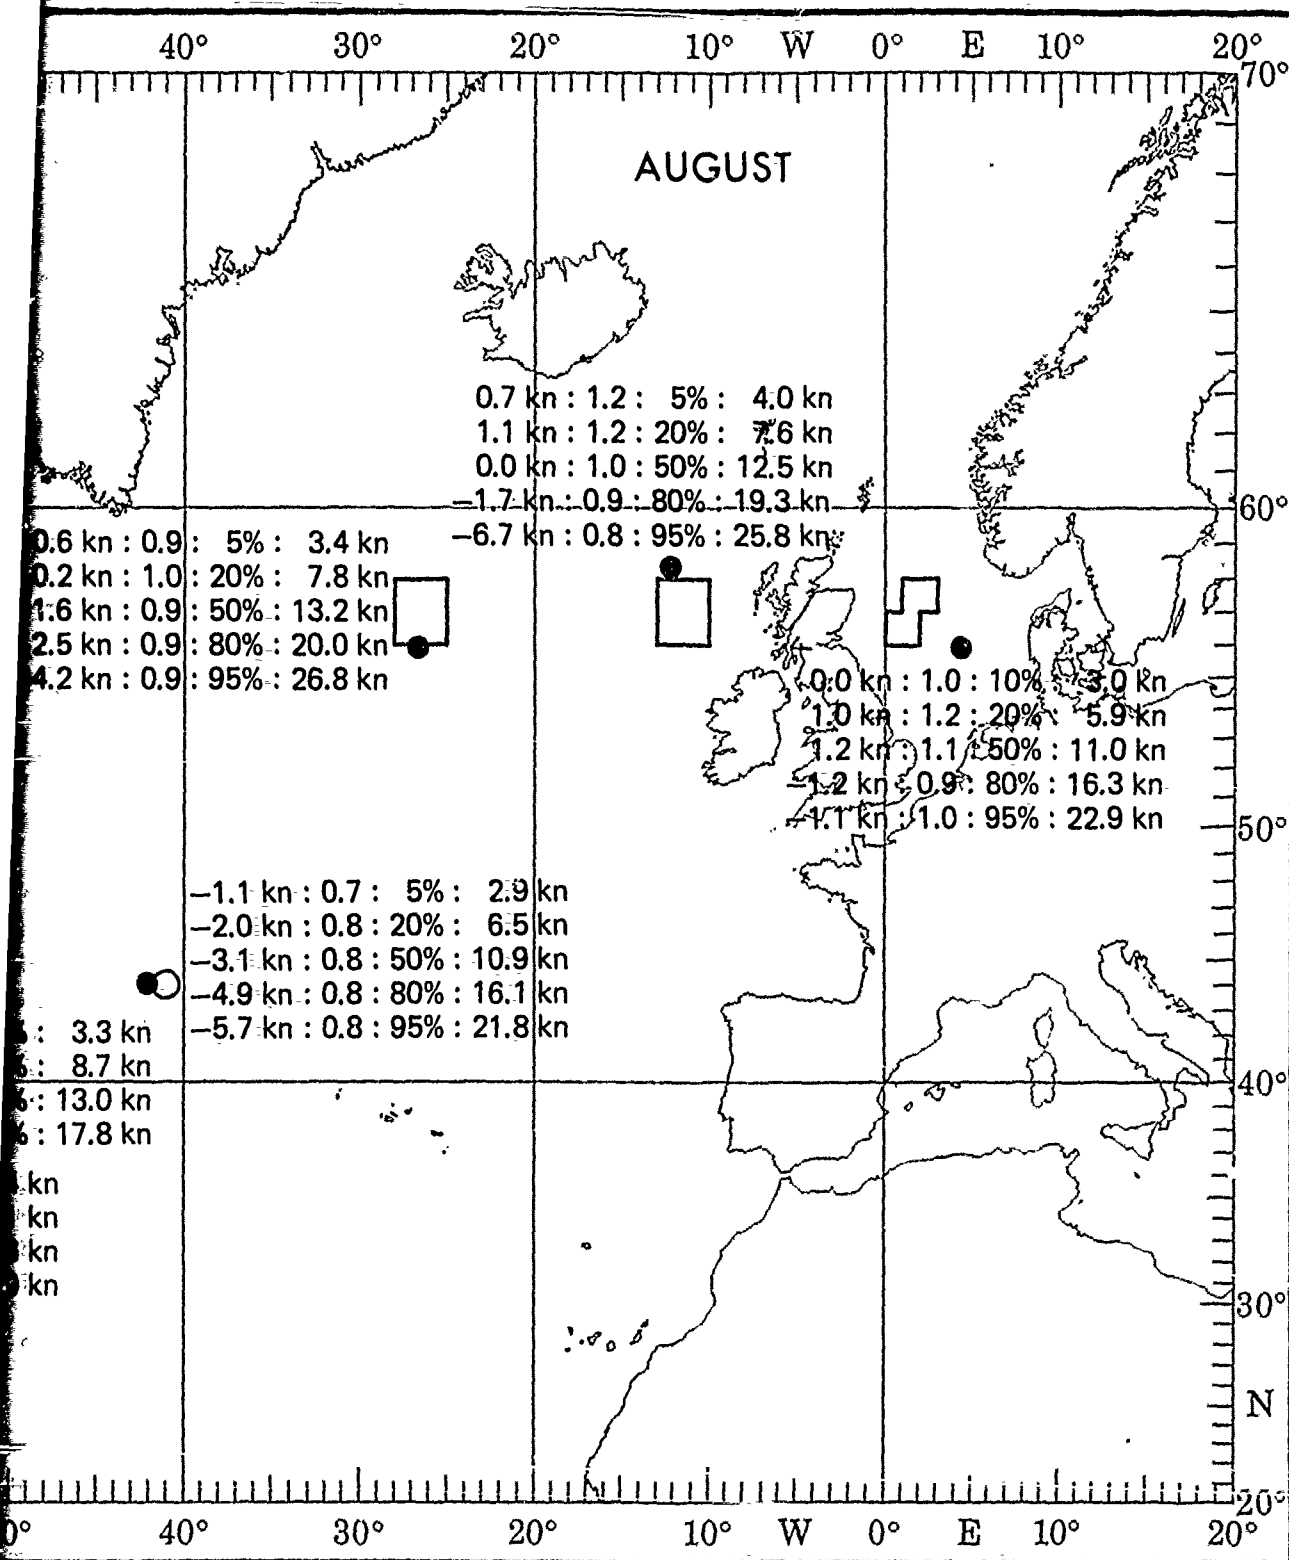 40° 30° 20° 10° W 0° E 10° 20°
70°
AUGUST
0.7 kn : 1.2 : 5% : 4.0 kn
1.1 kn : 1.2 : 20% : 7.6 kn
0.0 kn : 1.0 : 50% : 12.5 kn
−1.7 kn : 0.9 : 80% : 19.3 kn
−6.7 kn : 0.8 : 95% : 25.8 kn
60°
0.6 kn : 0.9 : 5% : 3.4 kn
0.2 kn : 1.0 : 20% : 7.8 kn
1.6 kn : 0.9 : 50% : 13.2 kn
2.5 kn : 0.9 : 80% : 20.0 kn
4.2 kn : 0.9 : 95% : 26.8 kn
0.0 kn : 1.0 : 10% : 3.0 kn
1.0 kn : 1.2 : 20% : 5.9 kn
1.2 kn : 1.1 : 50% : 11.0 kn
−1.2 kn : 0.9 : 80% : 16.3 kn
−1.1 kn : 1.0 : 95% : 22.9 kn
50°
−1.1 kn : 0.7 : 5% : 2.9 kn
−2.0 kn : 0.8 : 20% : 6.5 kn
−3.1 kn : 0.8 : 50% : 10.9 kn
−4.9 kn : 0.8 : 80% : 16.1 kn
−5.7 kn : 0.8 : 95% : 21.8 kn
: 3.3 kn
: 8.7 kn
% : 13.0 kn
% : 17.8 kn
40°
kn
kn
kn
kn
30°
N
20°
0° 40° 30° 20° 10° W 0° E 10° 20°